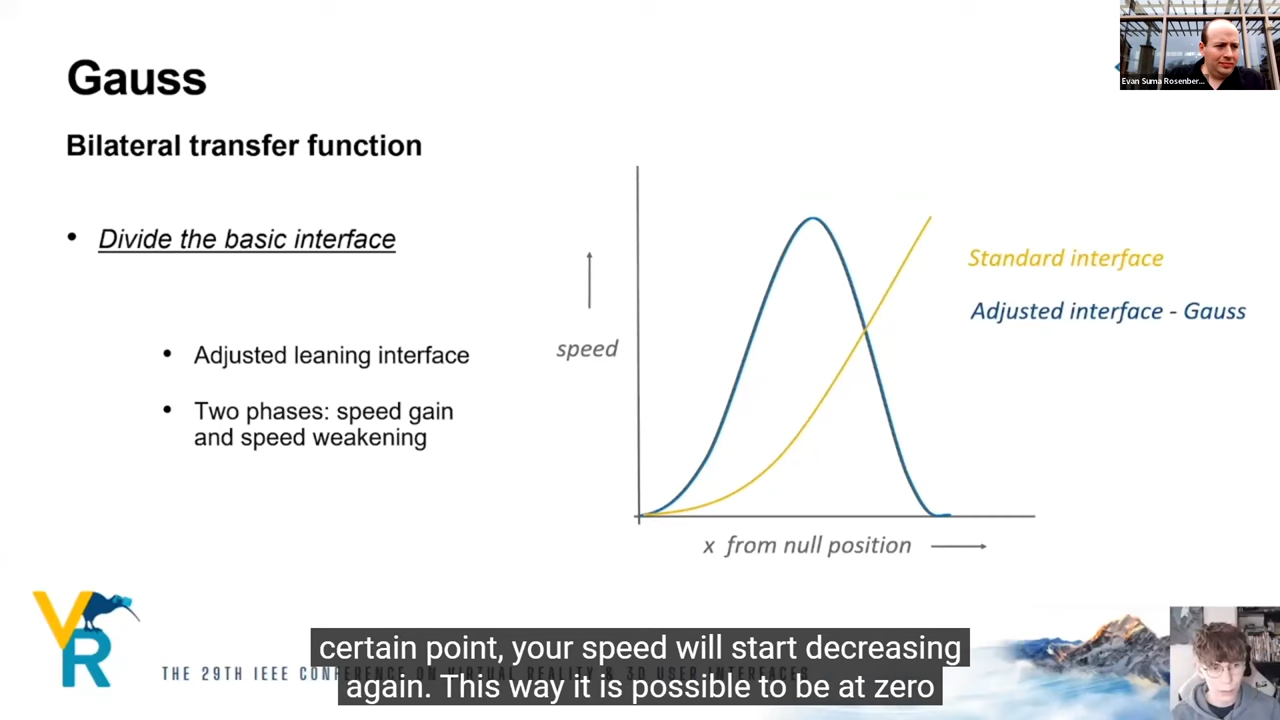 Gauss
Evan Suma Rosenber...
Bilateral transfer function
• Divide the basic interface
• Adjusted leaning interface
• Two phases: speed gain
and speed weakening
speed
Standard interface
Adjusted interface - Gauss
x from null position
VR
THE 29TH IEEE CONFERENCE ON VIRTUAL REALITY & 3D USER INTERFACES
certain point, your speed will start decreasing
again. This way it is possible to be at zero